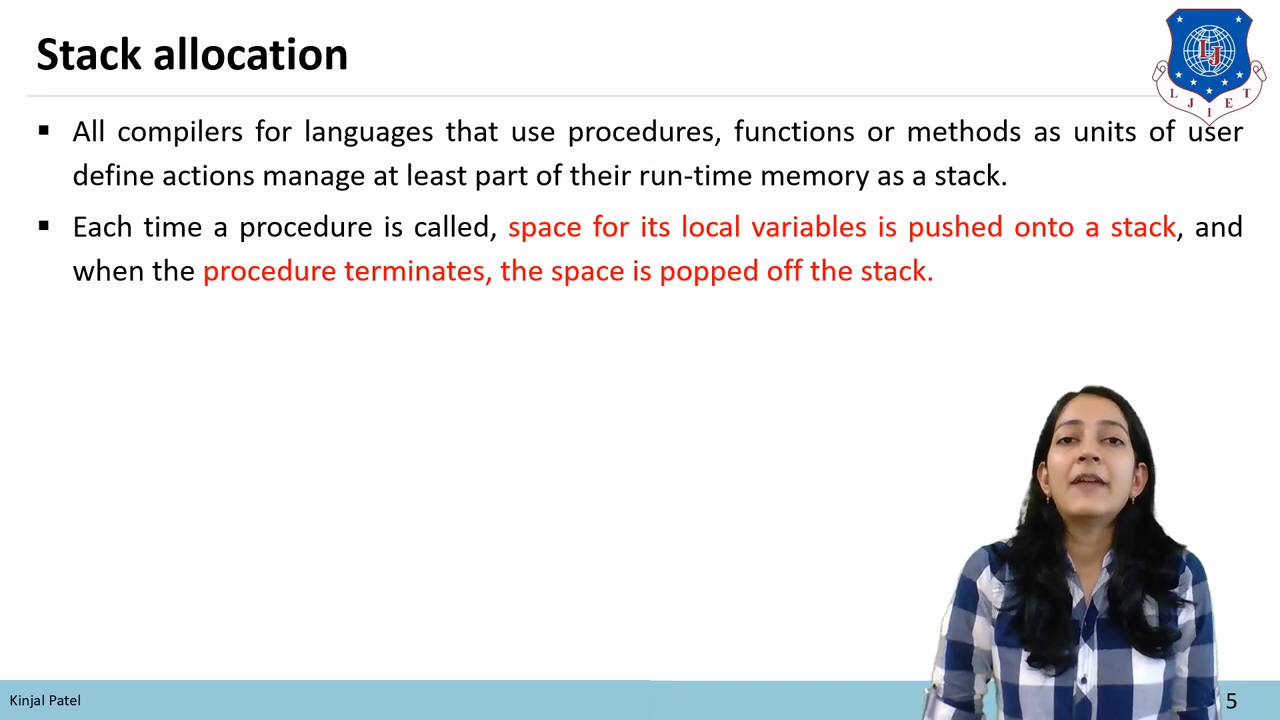 Stack allocation
LJ
L J I E T
▪ All compilers for languages that use procedures, functions or methods as units of user
define actions manage at least part of their run-time memory as a stack.
▪ Each time a procedure is called, space for its local variables is pushed onto a stack, and
when the procedure terminates, the space is popped off the stack.
Kinjal Patel
5